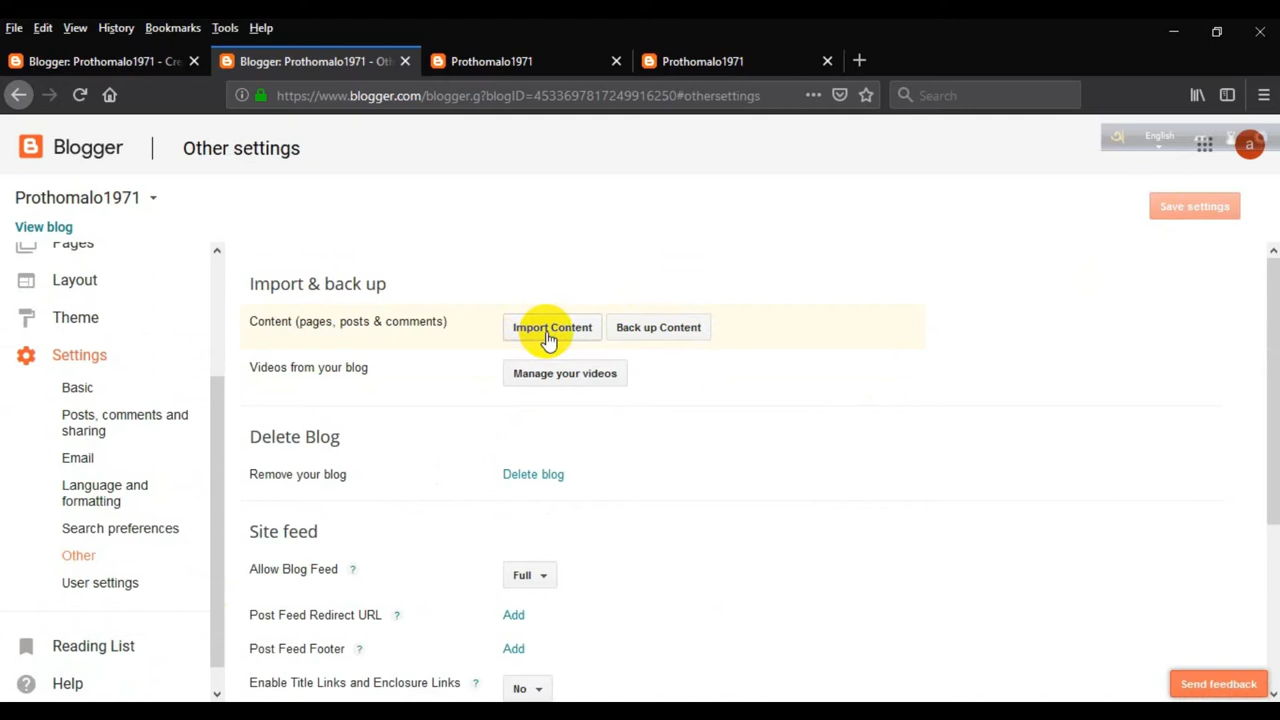 File Edit View History Bookmarks Tools Help
Blogger: Prothomalo1971 - Cre
Blogger: Prothomalo1971 - Oth
Prothomalo1971
Prothomalo1971
https://www.blogger.com/blogger.g?blogID=4533697817249916250#othersettings
Search
Blogger
Other settings
অ English
a
Prothomalo1971
Save settings
View blog
Pages
Layout
Theme
Settings
Basic
Posts, comments and
sharing
Email
Language and
formatting
Search preferences
Other
User settings
Reading List
Help
Import & back up
Content (pages, posts & comments) Import Content Back up Content
Videos from your blog Manage your videos
Delete Blog
Remove your blog Delete blog
Site feed
Allow Blog Feed ? Full
Post Feed Redirect URL ? Add
Post Feed Footer ? Add
Enable Title Links and Enclosure Links ? No
Send feedback